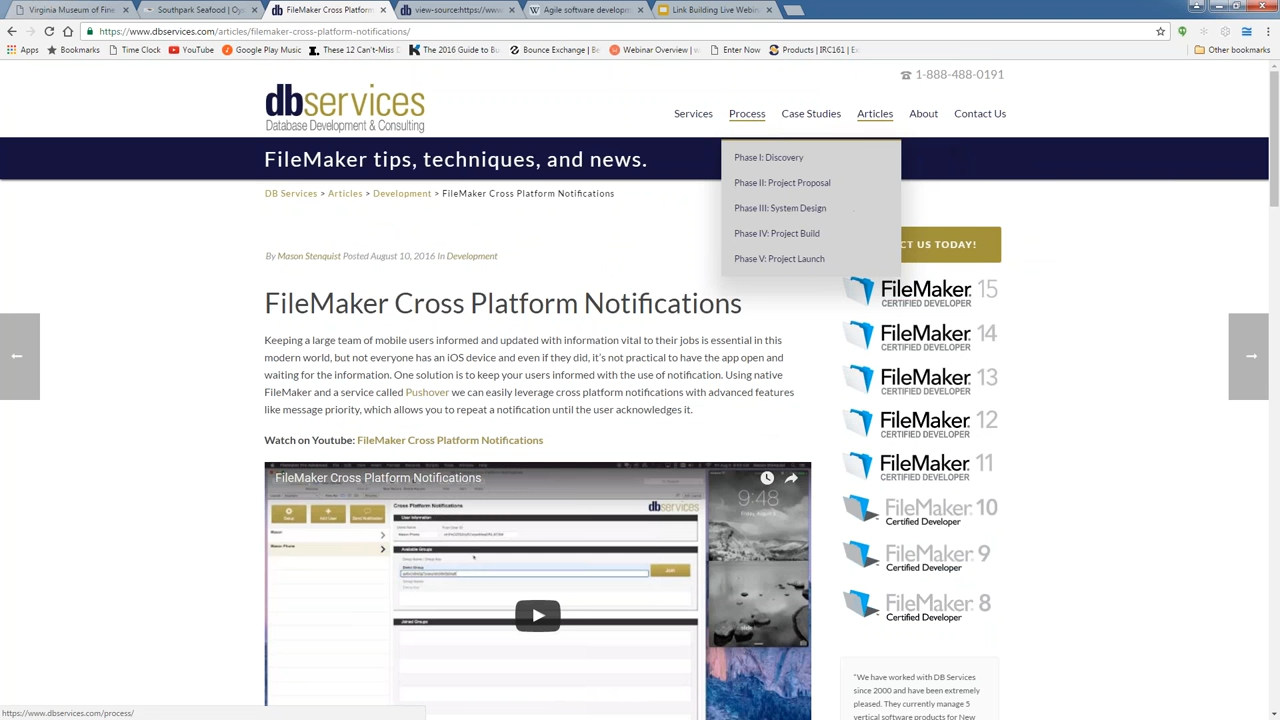 Virginia Museum of Fine
Southpark Seafood | Oys
FileMaker Cross Platform
view-source:https://www
Agile software developm
Link Building Live Webin
https://www.dbservices.com/articles/filemaker-cross-platform-notifications/
Apps
Bookmarks
Time Clock
YouTube
Google Play Music
These 12 Can't-Miss D
The 2016 Guide to Bu
Bounce Exchange | Be
Webinar Overview | w
Enter Now
Products | IRC161 | Ex
Other bookmarks
1-888-488-0191
dbservices
Database Development & Consulting
Services Process Case Studies Articles About Contact Us
FileMaker tips, techniques, and news.
Phase I: Discovery
Phase II: Project Proposal
Phase III: System Design
Phase IV: Project Build
Phase V: Project Launch
DB Services > Articles > Development > FileMaker Cross Platform Notifications
CT US TODAY!
By Mason Stenquist Posted August 10, 2016 In Development
FileMaker Cross Platform Notifications
Keeping a large team of mobile users informed and updated with information vital to their jobs is essential in this
modern world, but not everyone has an iOS device and even if they did, it's not practical to have the app open and
waiting for the information. One solution is to keep your users informed with the use of notification. Using native
FileMaker and a service called Pushover we can easily leverage cross platform notifications with advanced features
like message priority, which allows you to repeat a notification until the user acknowledges it.
Watch on Youtube: FileMaker Cross Platform Notifications
FileMaker Cross Platform Notifications
dbservices
Cross Platform Notifications
User Information
Available Groups
Joined Groups
9:48
FileMaker 15
CERTIFIED DEVELOPER
FileMaker 14
CERTIFIED DEVELOPER
FileMaker 13
CERTIFIED DEVELOPER
FileMaker 12
CERTIFIED DEVELOPER
FileMaker 11
CERTIFIED DEVELOPER
FileMaker 10
Certified Developer
FileMaker 9
Certified Developer
FileMaker 8
Certified Developer
"We have worked with DB Services
since 2000 and have been extremely
pleased. They currently manage 5
vertical software products for New
https://www.dbservices.com/process/